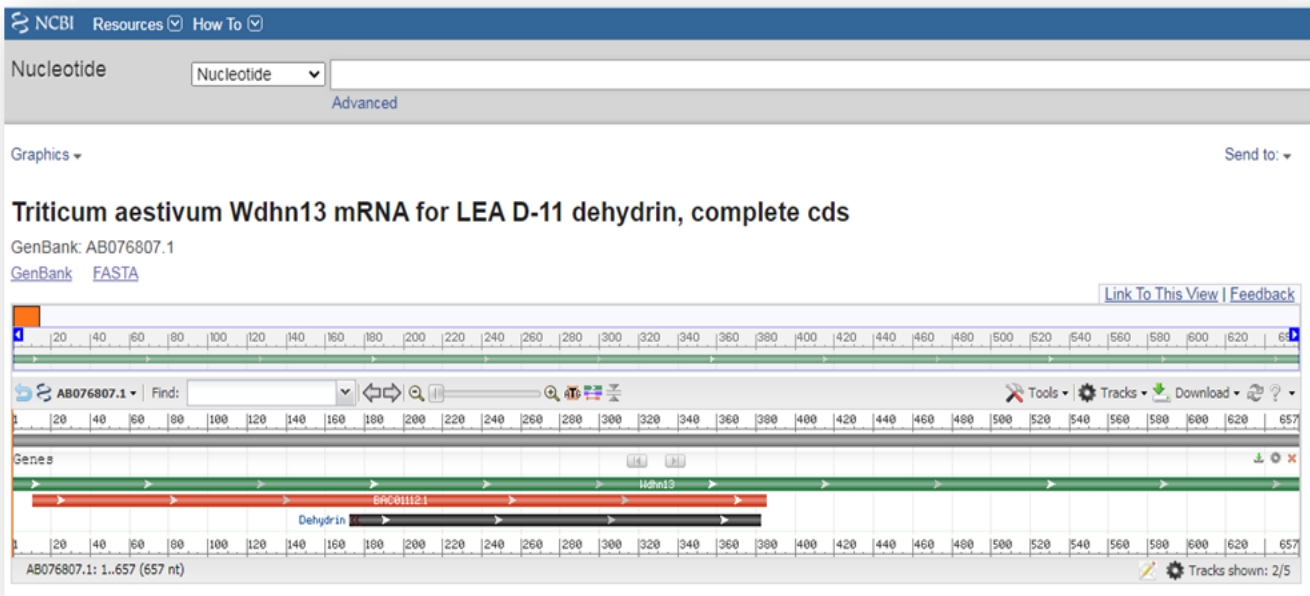 NCBI Resources How To
Nucleotide Nucleotide
Advanced
Graphics Send to:
Triticum aestivum Wdhn13 mRNA for LEA D-11 dehydrin, complete cds
GenBank: AB076807.1
GenBank FASTA
Link To This View | Feedback
20 40 60 80 100 120 140 160 180 200 220 240 260 280 300 320 340 360 380 400 420 440 460 480 500 520 540 560 580 600 620
AB076807.1 Find: Tools Tracks Download ?
1 20 40 60 80 100 120 140 160 180 200 220 240 260 280 300 320 340 360 380 400 420 440 460 480 500 520 540 560 580 600 620 657
Genes
Wdhn13
BAC01112.1
Dehydrin
1 20 40 60 80 100 120 140 160 180 200 220 240 260 280 300 320 340 360 380 400 420 440 460 480 500 520 540 560 580 600 620 657
AB076807.1: 1..657 (657 nt) Tracks shown: 2/5